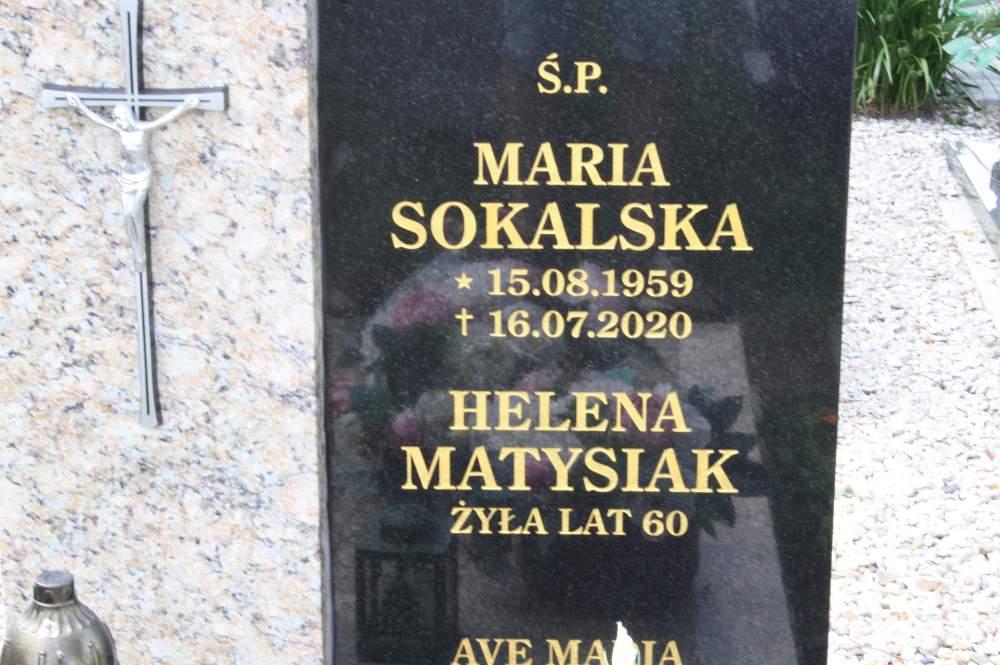 Ś.P.
MARIA
SOKALSKA
★ 15.08.1959
† 16.07.2020
HELENA
MATYSIAK
ŻYŁA LAT 60
AVE MARIA